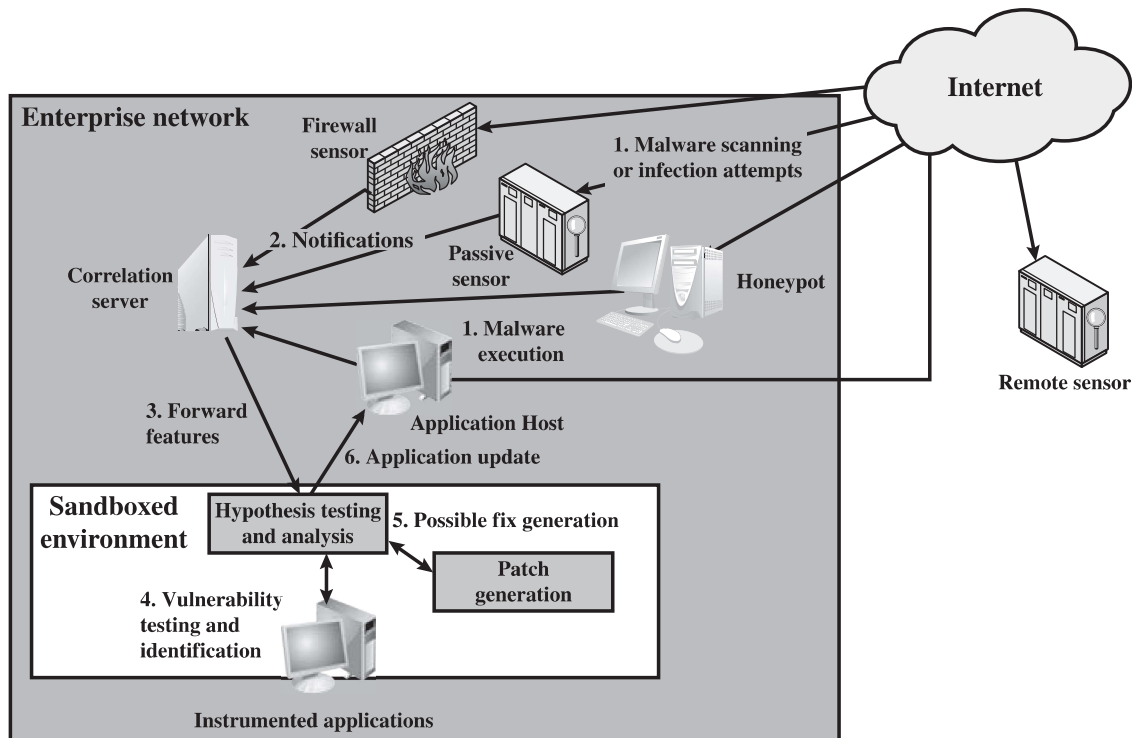 Internet
Enterprise network
Firewall
sensor
1. Malware scanning
or infection attempts
2. Notifications
Passive
sensor
Honeypot
Correlation
server
1. Malware
execution
Remote sensor
3. Forward
features
Application Host
6. Application update
Sandboxed
environment
Hypothesis testing
and analysis
5. Possible fix generation
Patch
generation
4. Vulnerability
testing and
identification
Instrumented applications